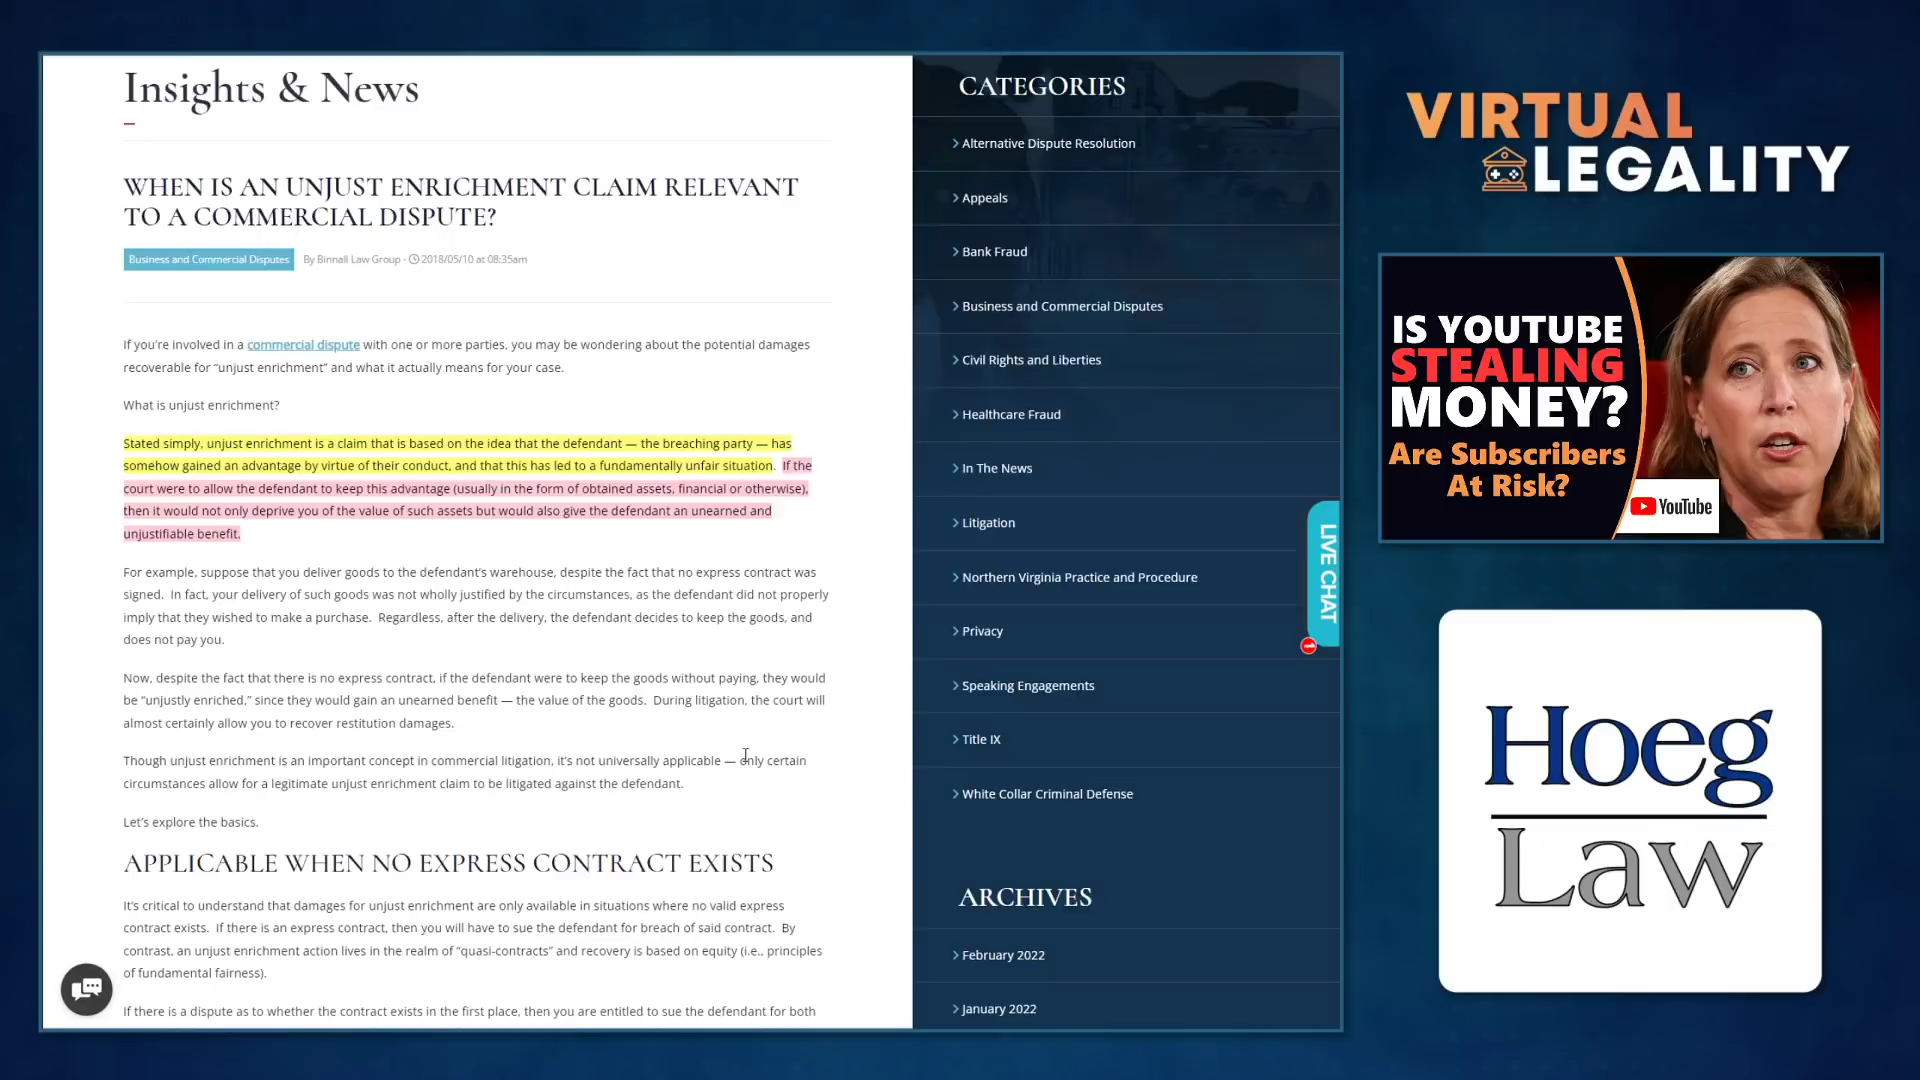 Insights & News
WHEN IS AN UNJUST ENRICHMENT CLAIM RELEVANT
TO A COMMERCIAL DISPUTE?
Business and Commercial Disputes By Binnall Law Group - 2018/05/10 at 08:35am
If you're involved in a commercial dispute with one or more parties, you may be wondering about the potential damages
recoverable for “unjust enrichment” and what it actually means for your case.
What is unjust enrichment?
Stated simply, unjust enrichment is a claim that is based on the idea that the defendant — the breaching party — has
somehow gained an advantage by virtue of their conduct, and that this has led to a fundamentally unfair situation. If the
court were to allow the defendant to keep this advantage (usually in the form of obtained assets, financial or otherwise),
then it would not only deprive you of the value of such assets but would also give the defendant an unearned and
unjustifiable benefit.
For example, suppose that you deliver goods to the defendant's warehouse, despite the fact that no express contract was
signed. In fact, your delivery of such goods was not wholly justified by the circumstances, as the defendant did not properly
imply that they wished to make a purchase. Regardless, after the delivery, the defendant decides to keep the goods, and
does not pay you.
Now, despite the fact that there is no express contract, if the defendant were to keep the goods without paying, they would
be “unjustly enriched,” since they would gain an unearned benefit — the value of the goods. During litigation, the court will
almost certainly allow you to recover restitution damages.
Though unjust enrichment is an important concept in commercial litigation, it's not universally applicable — only certain
circumstances allow for a legitimate unjust enrichment claim to be litigated against the defendant.
Let's explore the basics.
APPLICABLE WHEN NO EXPRESS CONTRACT EXISTS
It's critical to understand that damages for unjust enrichment are only available in situations where no valid express
contract exists. If there is an express contract, then you will have to sue the defendant for breach of said contract. By
contrast, an unjust enrichment action lives in the realm of “quasi-contracts” and recovery is based on equity (i.e., principles
of fundamental fairness).
If there is a dispute as to whether the contract exists in the first place, then you are entitled to sue the defendant for both
CATEGORIES
Alternative Dispute Resolution
Appeals
Bank Fraud
Business and Commercial Disputes
Civil Rights and Liberties
Healthcare Fraud
In The News
Litigation
Northern Virginia Practice and Procedure
Privacy
Speaking Engagements
Title IX
White Collar Criminal Defense
ARCHIVES
February 2022
January 2022
LIVE CHAT
1
VIRTUAL
LEGALITY
IS YOUTUBE
STEALING
MONEY?
Are Subscribers
At Risk?
YouTube
Hoeg
Law